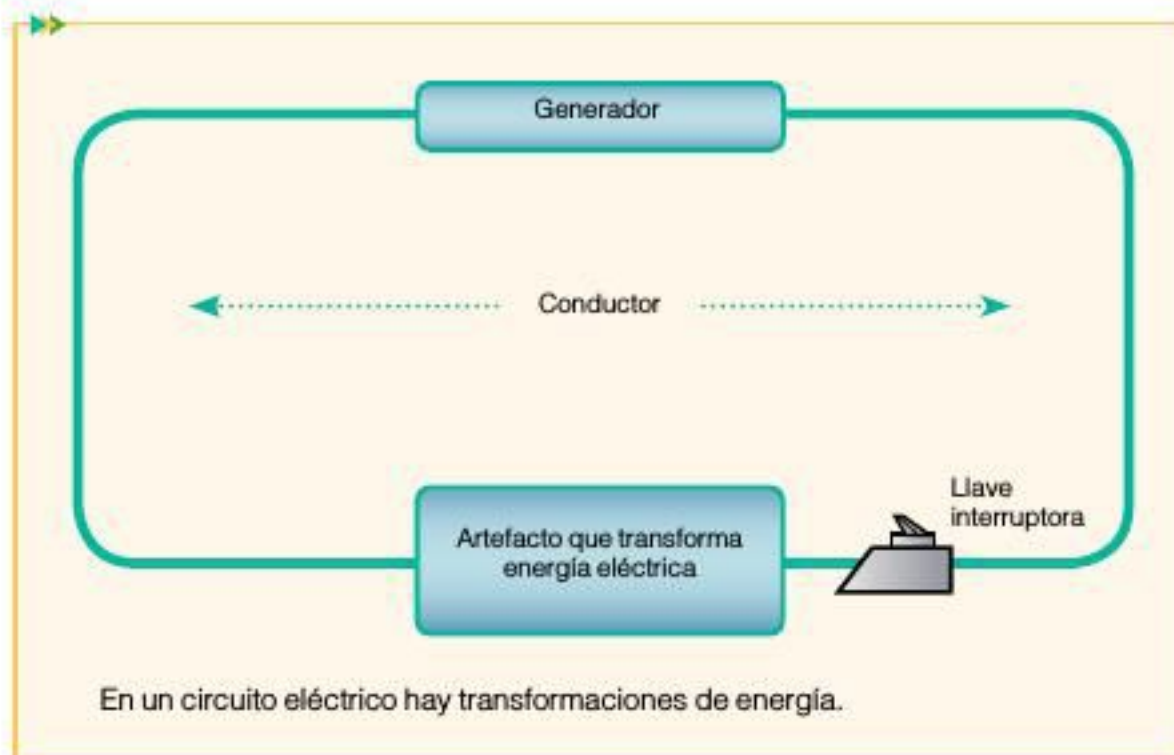 Generador
Conductor
Llave
interruptora
Artefacto que transforma
energía eléctrica
En un circuito eléctrico hay transformaciones de energía.